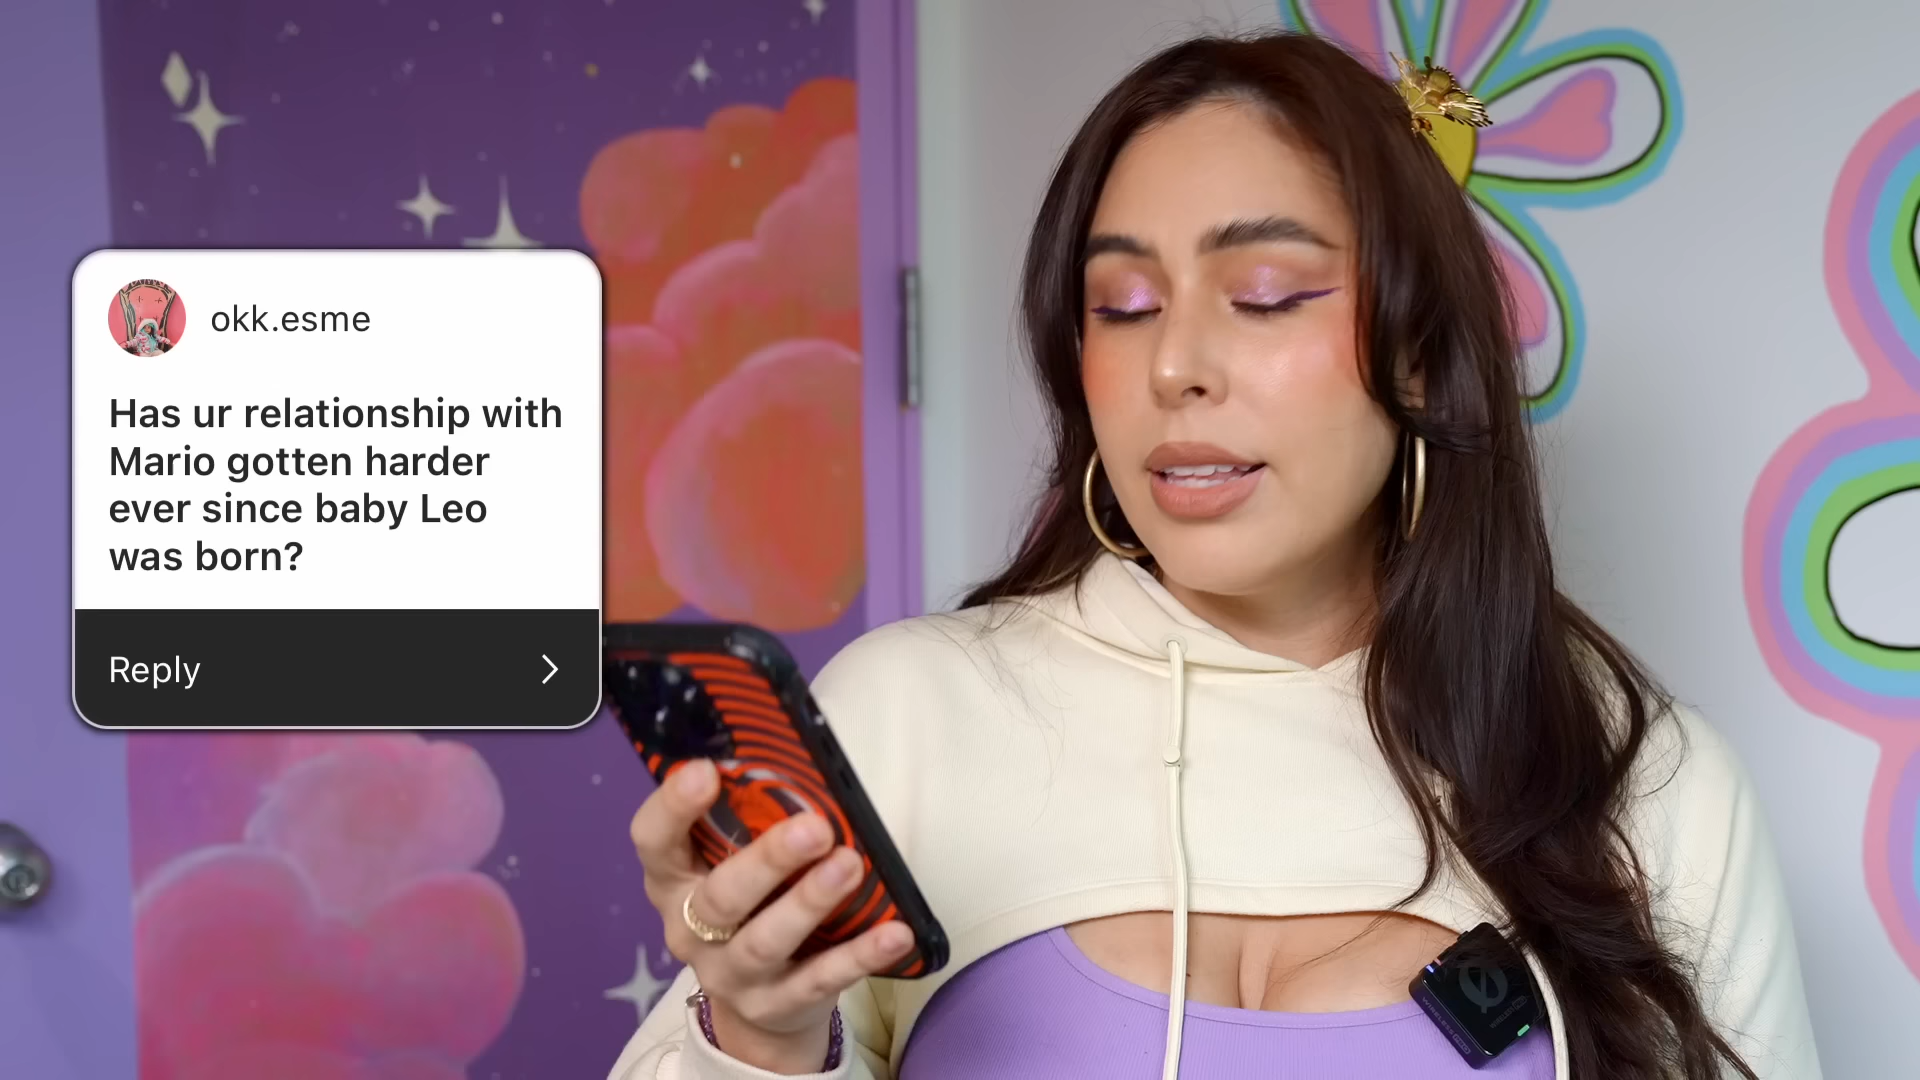 okk.esme
Has ur relationship with
Mario gotten harder
ever since baby Leo
was born?
Reply